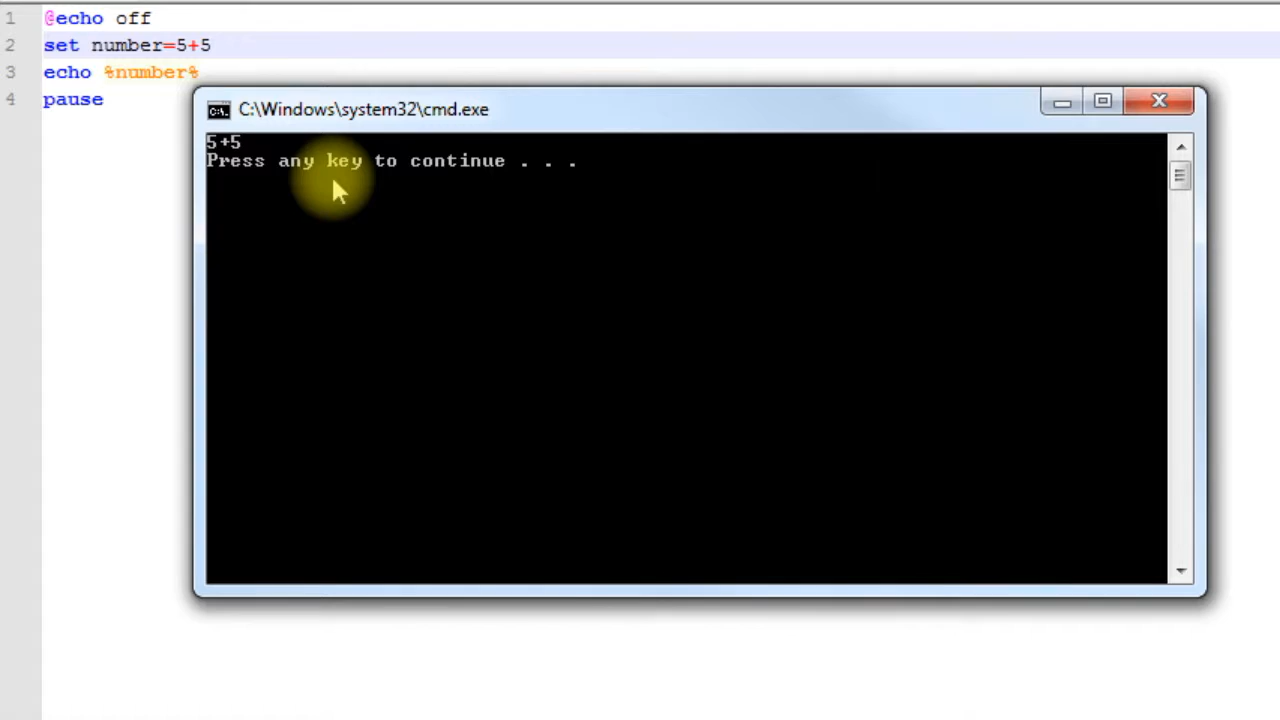 1 @echo off
2 set number=5+5
3 echo %number%
4 pause
C:\Windows\system32\cmd.exe
5+5
Press any key to continue . . .